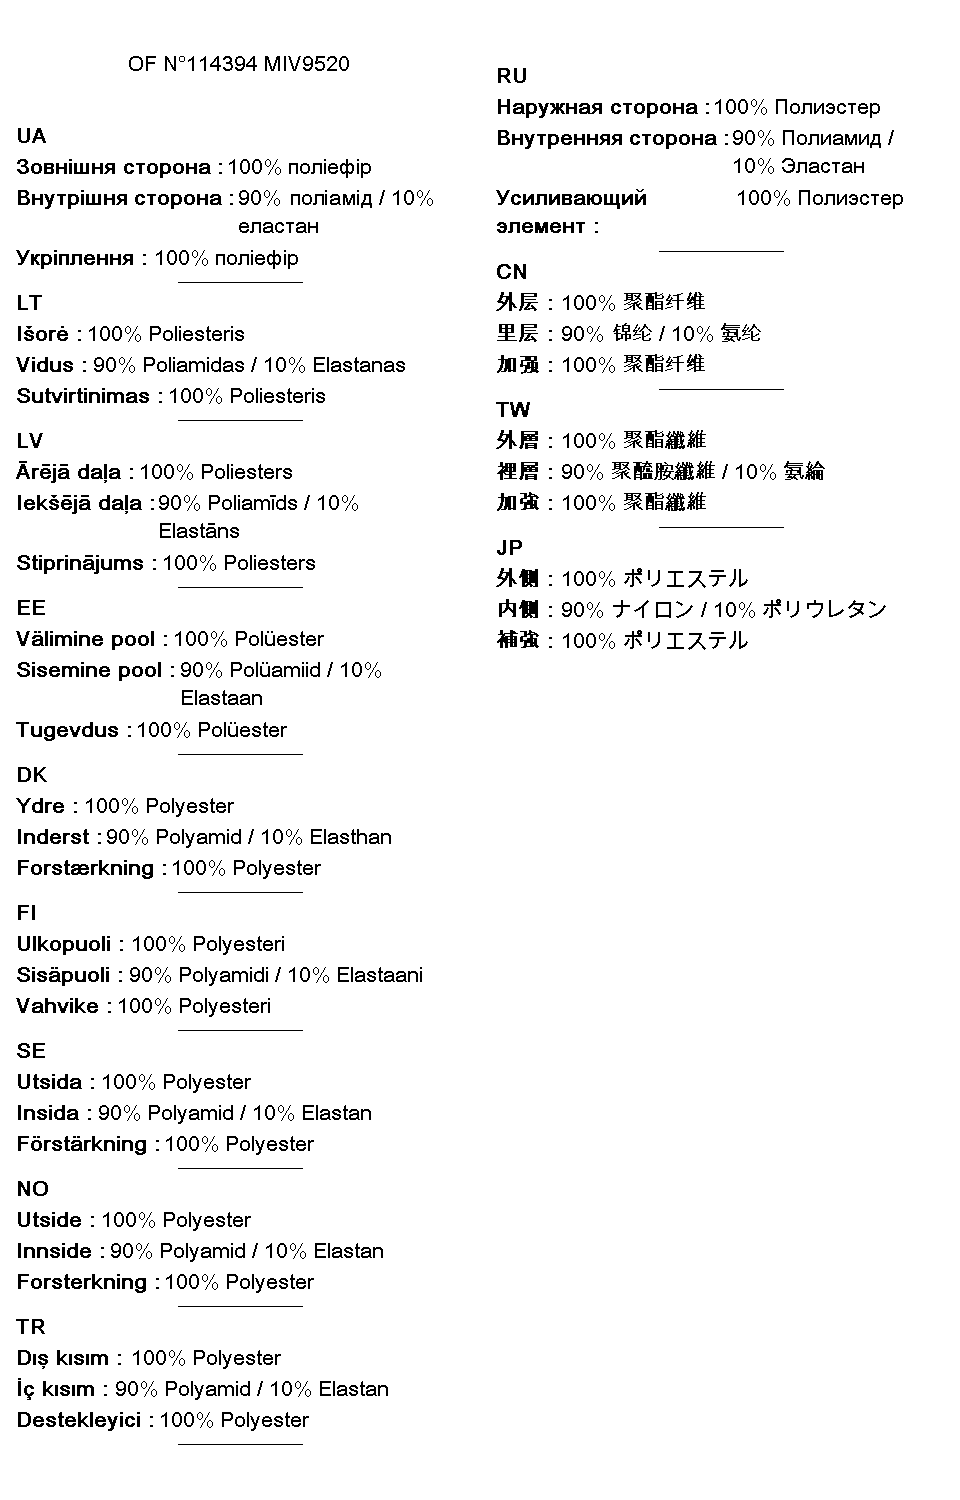 OF N°114394 MIV9520
UA
Зовнішня сторона : 100% поліефір
Внутрішня сторона : 90% поліамід / 10%
еластан
Укріплення : 100% поліефір
LT
Išorė : 100% Poliesteris
Vidus : 90% Poliamidas / 10% Elastanas
Sutvirtinimas : 100% Poliesteris
LV
Ārējā daļa : 100% Poliesters
Iekšējā daļa : 90% Poliamīds / 10%
Elastāns
Stiprinājums : 100% Poliesters
EE
Välimine pool : 100% Polüester
Sisemine pool : 90% Polüamiid / 10%
Elastaan
Tugevdus : 100% Polüester
DK
Ydre : 100% Polyester
Inderst : 90% Polyamid / 10% Elasthan
Forstærkning : 100% Polyester
FI
Ulkopuoli : 100% Polyesteri
Sisäpuoli : 90% Polyamidi / 10% Elastaani
Vahvike : 100% Polyesteri
SE
Utsida : 100% Polyester
Insida : 90% Polyamid / 10% Elastan
Förstärkning : 100% Polyester
NO
Utside : 100% Polyester
Innside : 90% Polyamid / 10% Elastan
Forsterkning : 100% Polyester
TR
Dış kısım : 100% Polyester
İç kısım : 90% Polyamid / 10% Elastan
Destekleyici : 100% Polyester
RU
Наружная сторона : 100% Полиэстер
Внутренняя сторона : 90% Полиамид /
10% Эластан
Усиливающий 100% Полиэстер
элемент :
CN
外层 : 100% 聚酯纤维
里层 : 90% 锦纶 / 10% 氨纶
加强 : 100% 聚酯纤维
TW
外層 : 100% 聚酯纖維
裡層 : 90% 聚醯胺纖維 / 10% 氨綸
加強 : 100% 聚酯纖維
JP
外側 : 100% ポリエステル
内側 : 90% ナイロン / 10% ポリウレタン
補強 : 100% ポリエステル